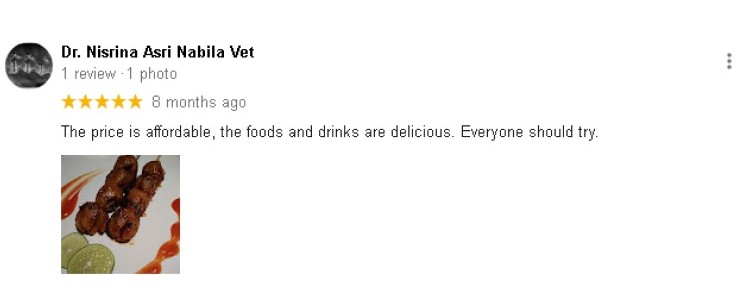 Dr. Nisrina Asri Nabila Vet
1 review · 1 photo
8 months ago
The price is affordable, the foods and drinks are delicious. Everyone should try.